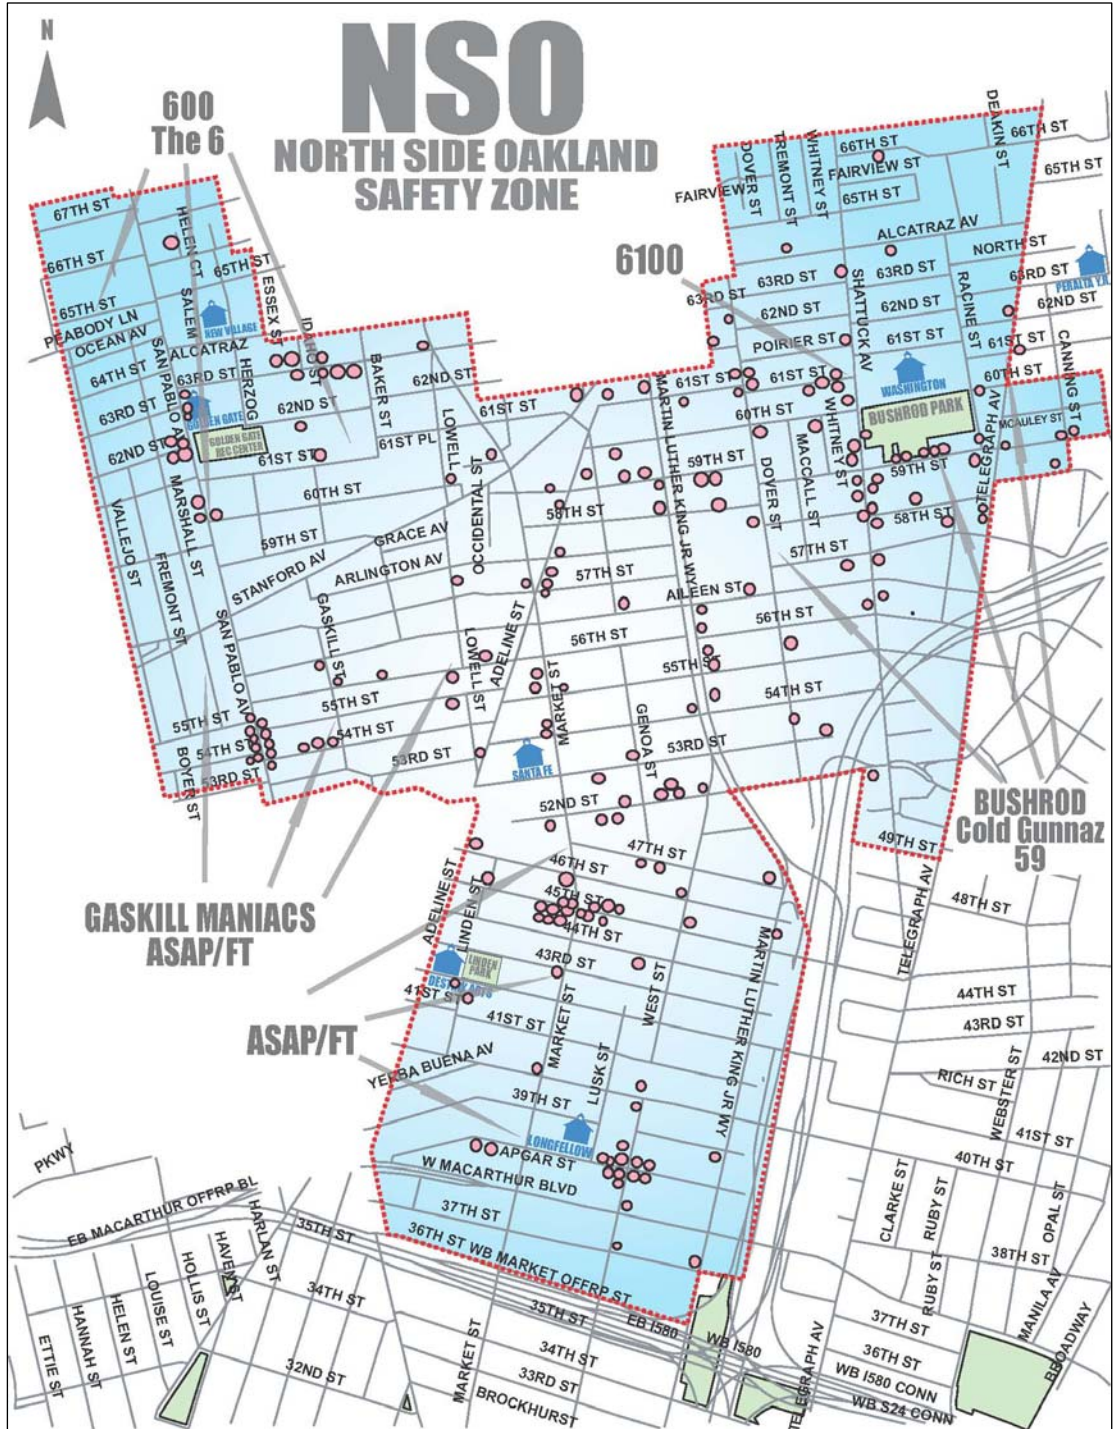 N
NSO
NORTH SIDE OAKLAND
SAFETY ZONE
600
The 6
6100
67TH ST
66TH ST
65TH ST
PEABODY LN
OCEAN AV
64TH ST
63RD ST
62ND ST
HELEN CT
SALEM
65TH ST
ESSEX ST
IDAHO ST
NEW VILLAGE
ALCATRAZ
63RD ST
SAN PABLO AV
HERZOG
GOLDEN GATE
GOLDEN GATE
REC CENTER
62ND ST
61ST ST
61ST PL
BAKER ST
62ND ST
LOWELL
61ST ST
60TH ST
59TH ST
STANFORD AV
GRACE AV
ARLINGTON AV
OCCIDENTAL ST
VALLEJO ST
MARSHALL ST
FREMONT ST
GASKILL ST
SAN PABLO AV
LOWELL ST
ADELINE ST
55TH ST
54TH ST
53RD ST
BOYER ST
55TH ST
54TH ST
53RD ST
DOVER ST
TREMONT ST
WHITNEY ST
DEAKIN ST
66TH ST
66TH ST
FAIRVIEW
FAIRVIEW ST
65TH ST
65TH ST
ALCATRAZ AV
NORTH ST
63RD ST
63RD ST
63RD ST
63RD ST
PERALTA Y.H.
62ND ST
62ND ST
62ND ST
SHATTUCK AV
RACINE ST
POIRIER ST
61ST ST
61ST ST
CANNING ST
WASHINGTON
61ST ST
61ST ST
60TH ST
60TH ST
BUSHROD PARK
MCAULEY ST
TELEGRAPH AV
MARTIN LUTHER KING JR WY
WHITNEY ST
MACCALL ST
DOVER ST
59TH ST
59TH ST
58TH ST
58TH ST
57TH ST
57TH ST
AILEEN ST
56TH ST
56TH ST
55TH ST
54TH ST
MARKET ST
GENOA ST
53RD ST
SANTA FE
52ND ST
49TH ST
BUSHROD
Cold Gunnaz
59
GASKILL MANIACS
ASAP/FT
47TH ST
46TH ST
45TH ST
44TH ST
43RD ST
ADELINE ST
LINDEN ST
LINDEN
PARK
DESTINY ARTS
41ST ST
41ST ST
MARKET ST
WEST ST
MARTIN LUTHER KING JR WY
TELEGRAPH AV
48TH ST
44TH ST
43RD ST
42ND ST
RICH ST
WEBSTER ST
41ST ST
40TH ST
ASAP/FT
YERBA BUENA AV
39TH ST
LUSK ST
LONGFELLOW
APGAR ST
W MACARTHUR BLVD
37TH ST
36TH ST
WB MARKET OFFRP ST
PKWY
EB MACARTHUR OFFRP BL
HARLAN ST
HAVEN ST
HOLLIS ST
LOUISE ST
HELEN ST
HANNAH ST
ETTIE ST
35TH ST
34TH ST
32ND ST
35TH ST
EB I580
WB I580
34TH ST
33RD ST
BROCKHURST
MARKET ST
TELEGRAPH AV
CLARKE ST
RUBY ST
RUBY ST
OPAL ST
38TH ST
MANILA AV
BROADWAY
37TH ST
36TH ST
WB I580 CONN
WB S24 CONN